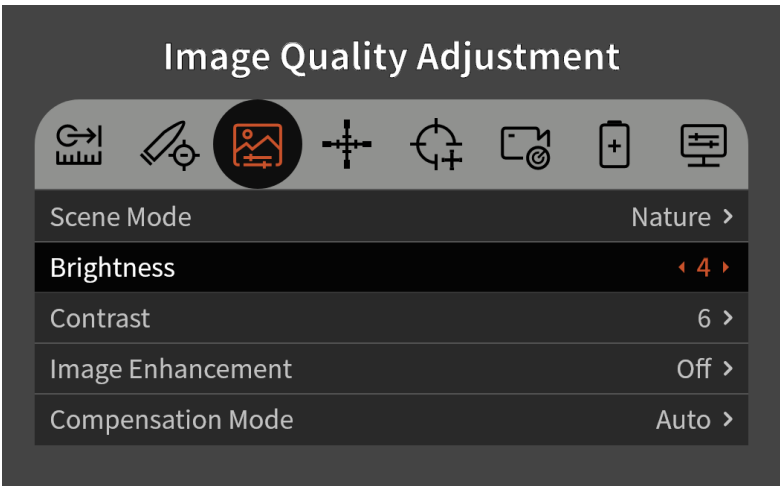 Image Quality Adjustment
Scene Mode Nature >
Brightness 4
Contrast 6 >
Image Enhancement Off >
Compensation Mode Auto >